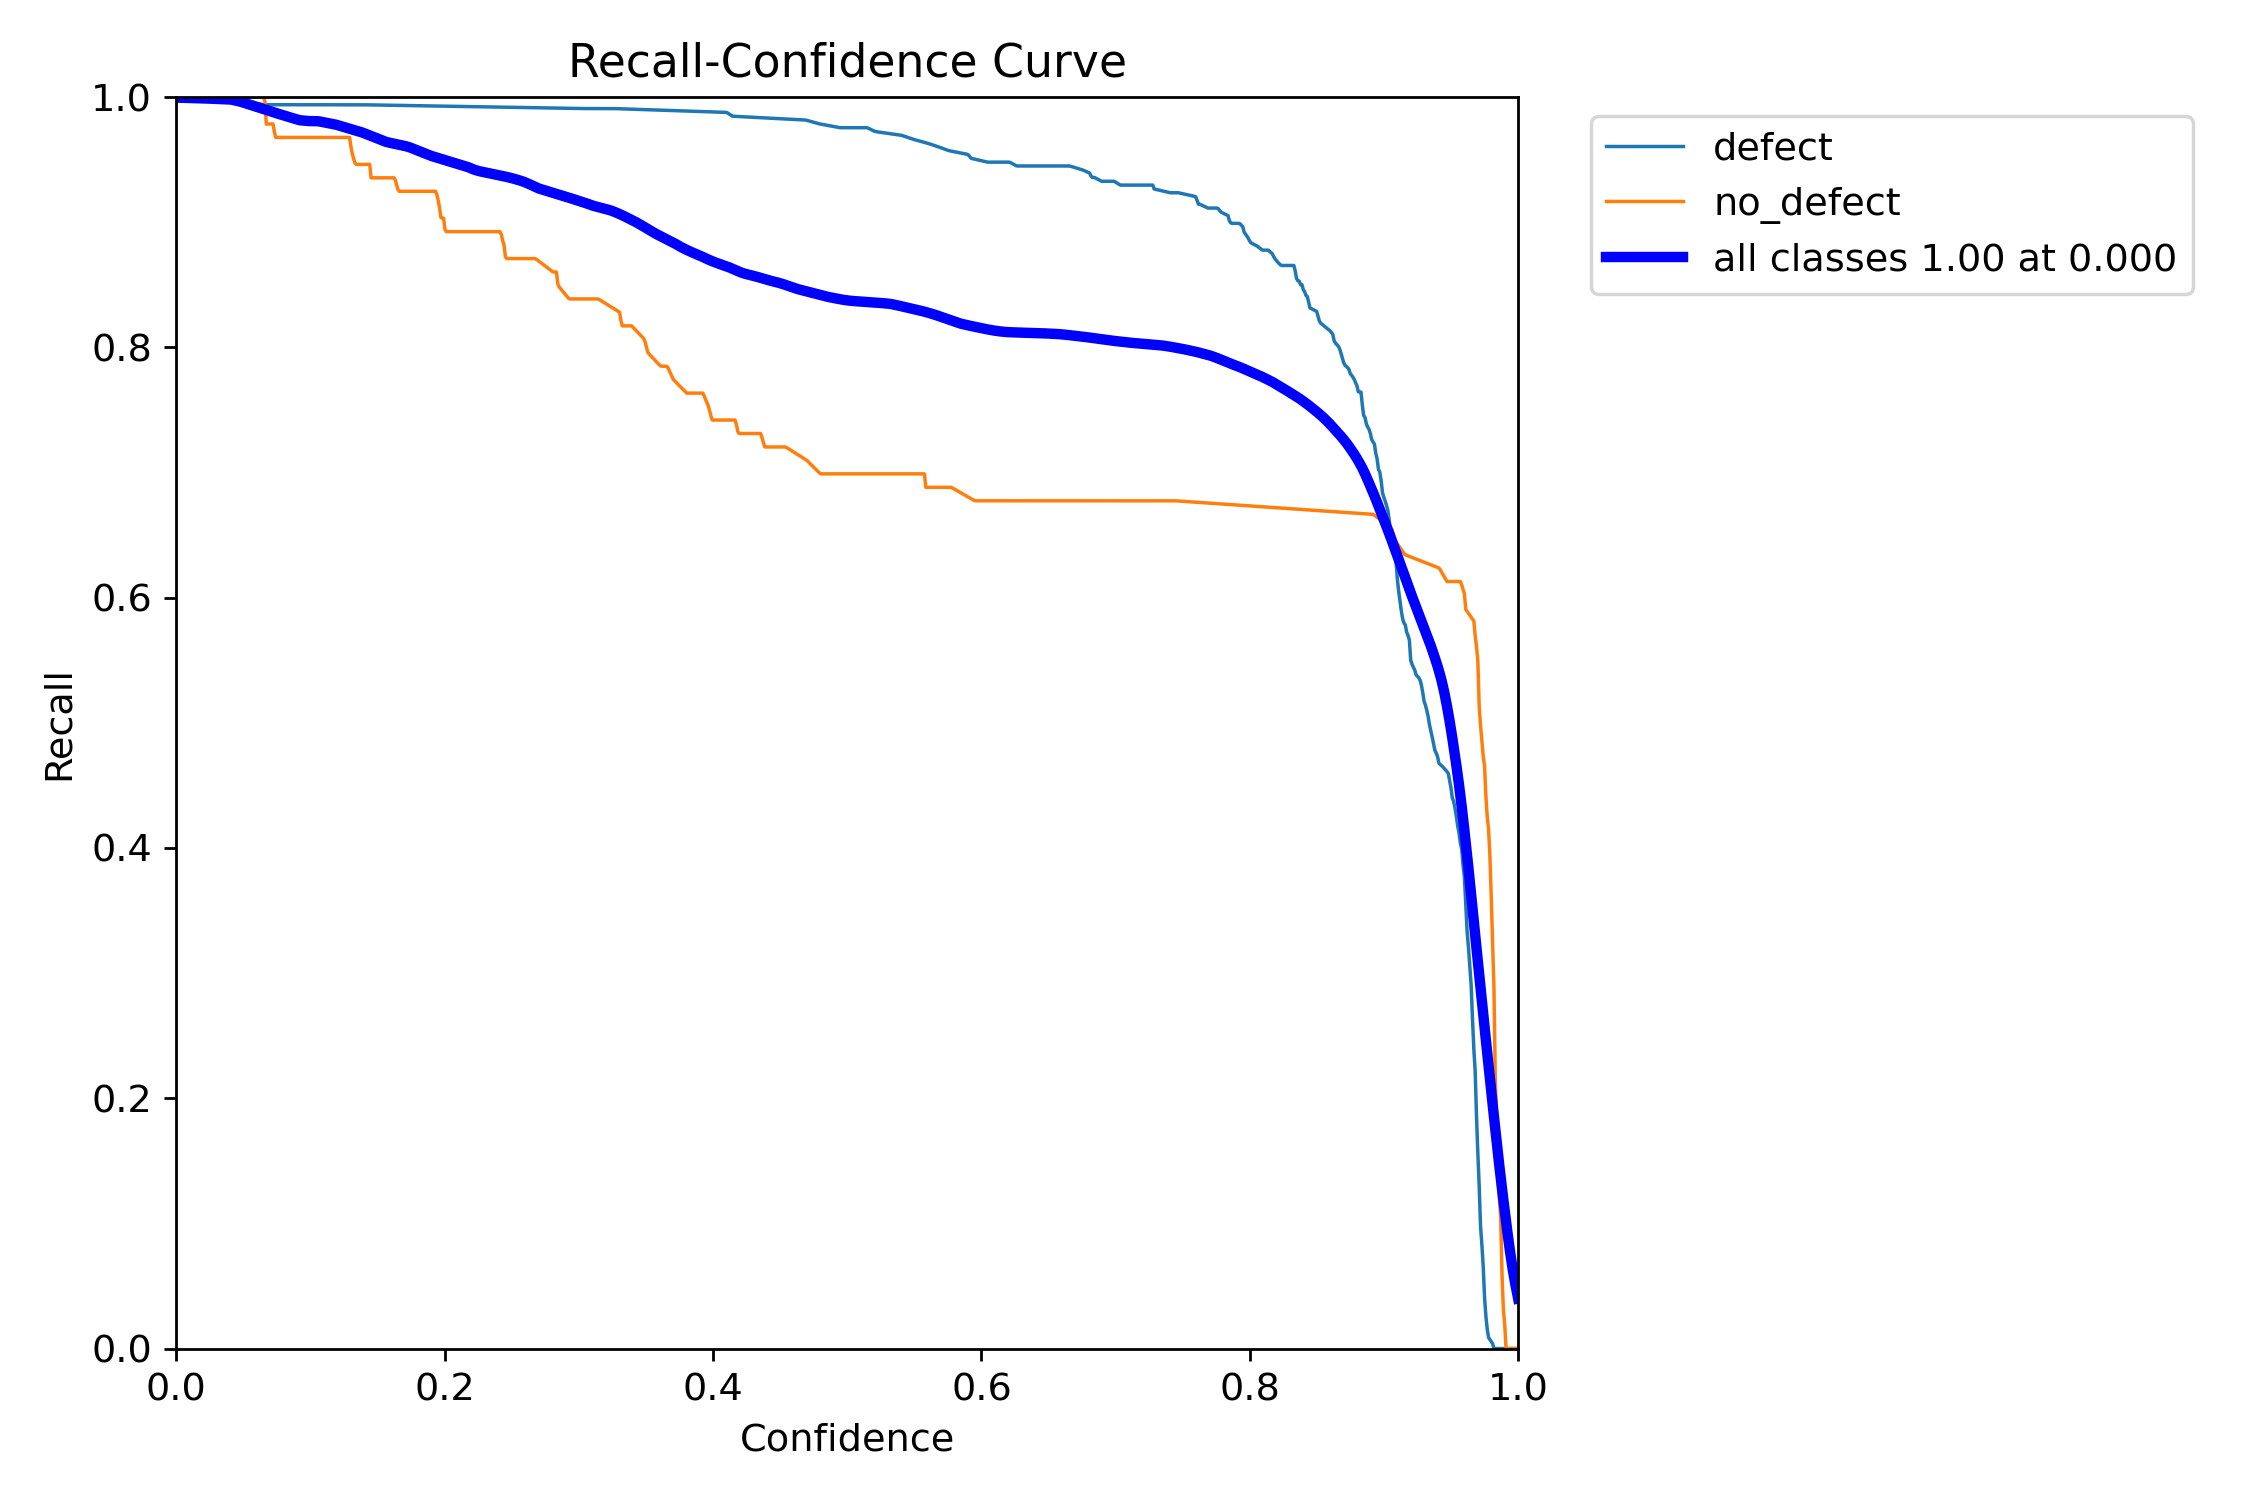 Recall-Confidence Curve
1.0
0.8
0.6
0.4
0.2
0.0
Recall
0.0 0.2 0.4 0.6 0.8 1.0
Confidence
defect
no_defect
all classes 1.00 at 0.000